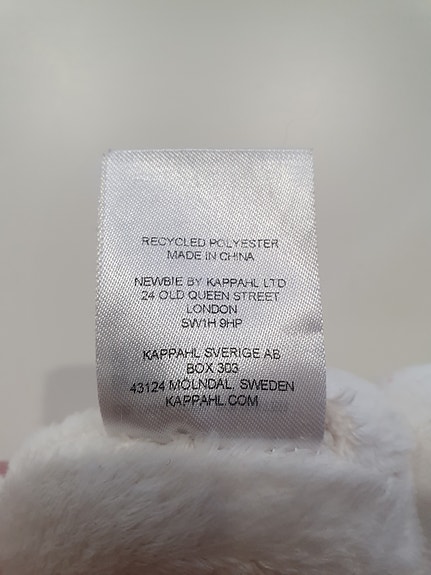 RECYCLED POLYESTER
MADE IN CHINA
NEWBIE BY KAPPAHL LTD
24 OLD QUEEN STREET
LONDON
SW1H 9HP
KAPPAHL SVERIGE AB
BOX 303
43124 MÖLNDAL, SWEDEN
KAPPAHL.COM